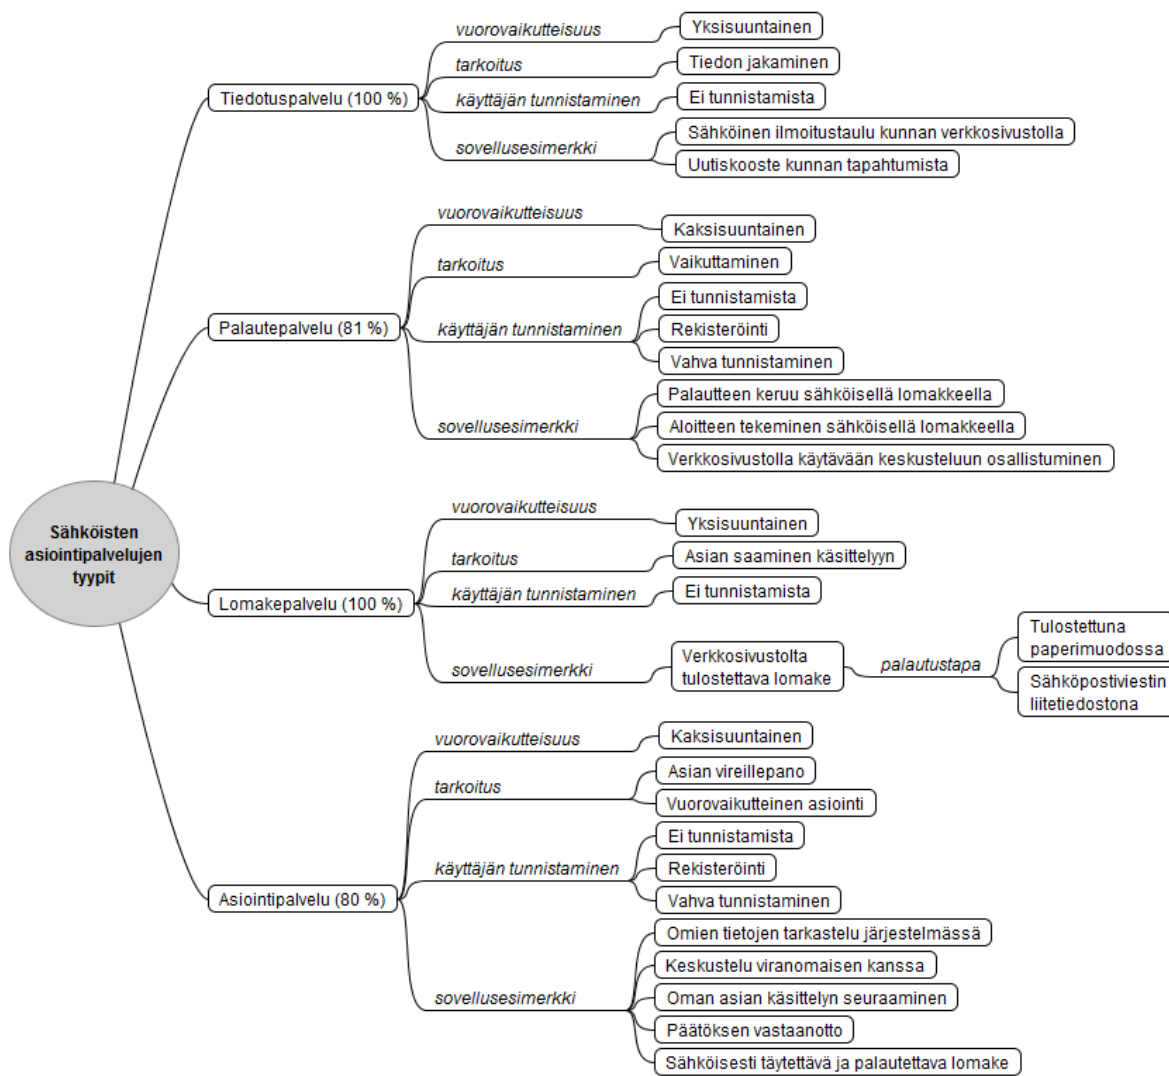 vuorovaikutteisuus
Yksisuuntainen
tarkoitus
Tiedon jakaminen
Tiedotuspalvelu (100 %)
käyttäjän tunnistaminen
Ei tunnistamista
sovellusesimerkki
Sähköinen ilmoitustaulu kunnan verkkosivustolla
Uutiskooste kunnan tapahtumista
vuorovaikutteisuus
Kaksisuuntainen
tarkoitus
Vaikuttaminen
Palautepalvelu (81 %)
käyttäjän tunnistaminen
Ei tunnistamista
Rekisteröinti
Vahva tunnistaminen
sovellusesimerkki
Palautteen keruu sähköisellä lomakkeella
Aloitteen tekeminen sähköisellä lomakkeella
Verkkosivustolla käytävään keskusteluun osallistuminen
Sähköisten
asiointipalvelujen
tyypit
vuorovaikutteisuus
Yksisuuntainen
tarkoitus
Asian saaminen käsittelyyn
Lomakepalvelu (100 %)
käyttäjän tunnistaminen
Ei tunnistamista
sovellusesimerkki
Verkkosivustolta
tulostettava lomake
palautustapa
Tulostettuna
paperimuodossa
Sähköpostiviestin
liitetiedostona
vuorovaikutteisuus
Kaksisuuntainen
tarkoitus
Asian vireillepano
Vuorovaikutteinen asiointi
Asiointipalvelu (80 %)
käyttäjän tunnistaminen
Ei tunnistamista
Rekisteröinti
Vahva tunnistaminen
sovellusesimerkki
Omien tietojen tarkastelu järjestelmässä
Keskustelu viranomaisen kanssa
Oman asian käsittelyn seuraaminen
Päätöksen vastaanotto
Sähköisesti täytettävä ja palautettava lomake